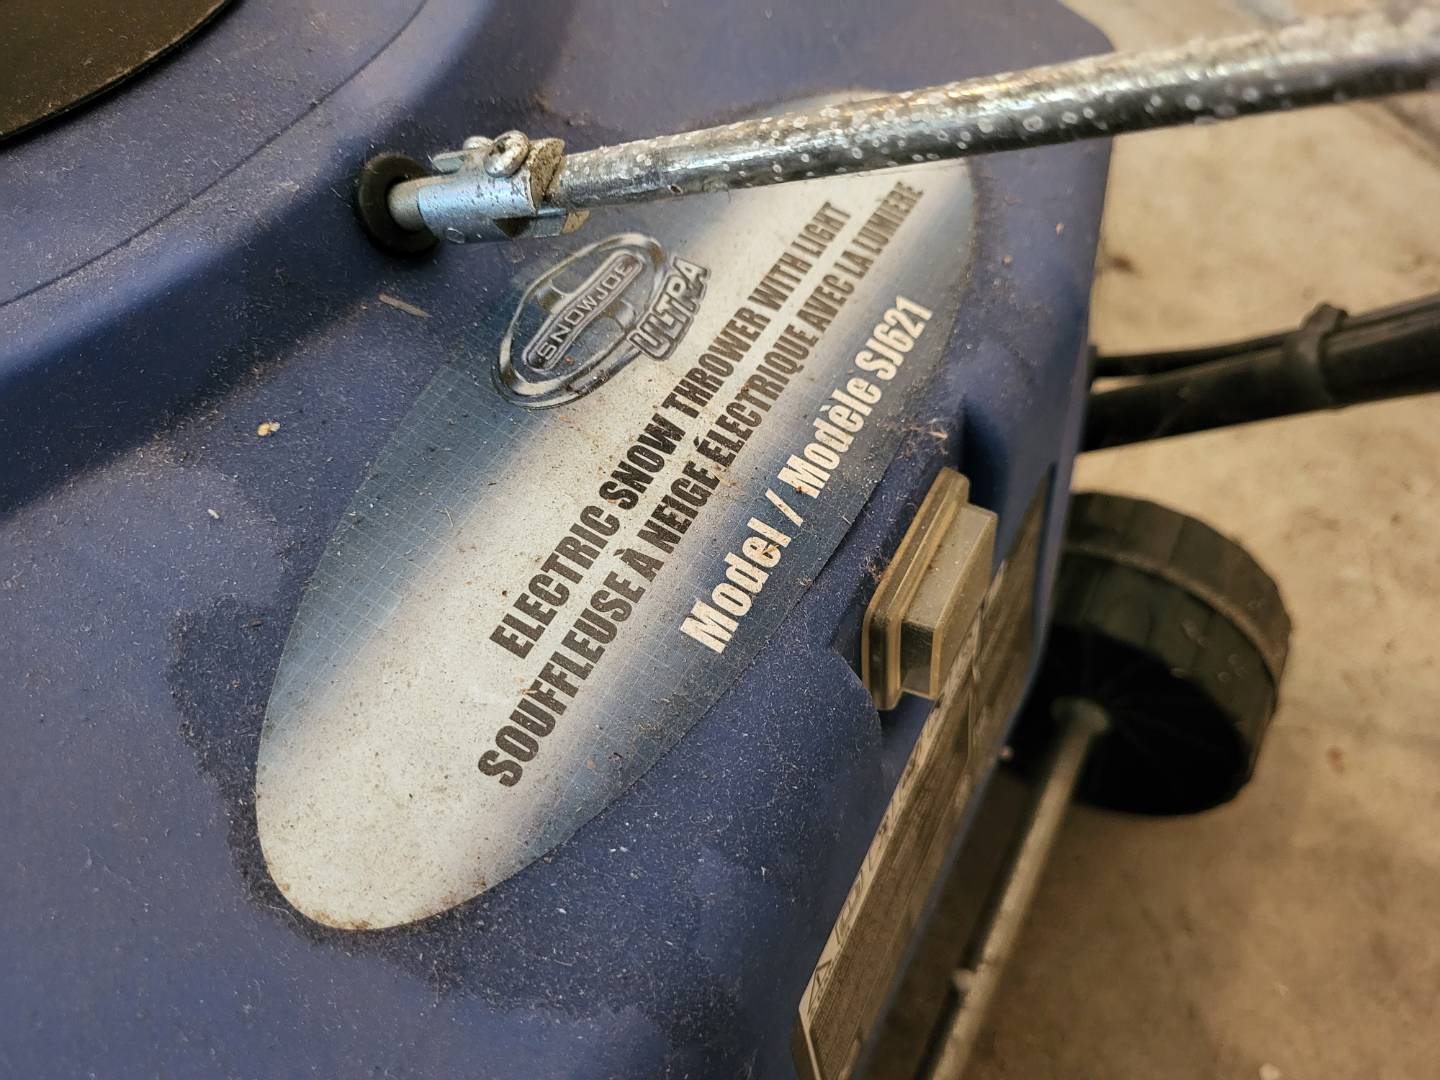 SNOWJOE
ULTRA
ELECTRIC SNOW THROWER WITH LIGHT
SOUFFLEUSE À NEIGE ÉLECTRIQUE AVEC LA LUMIÈRE
Model / Modèle SJ621